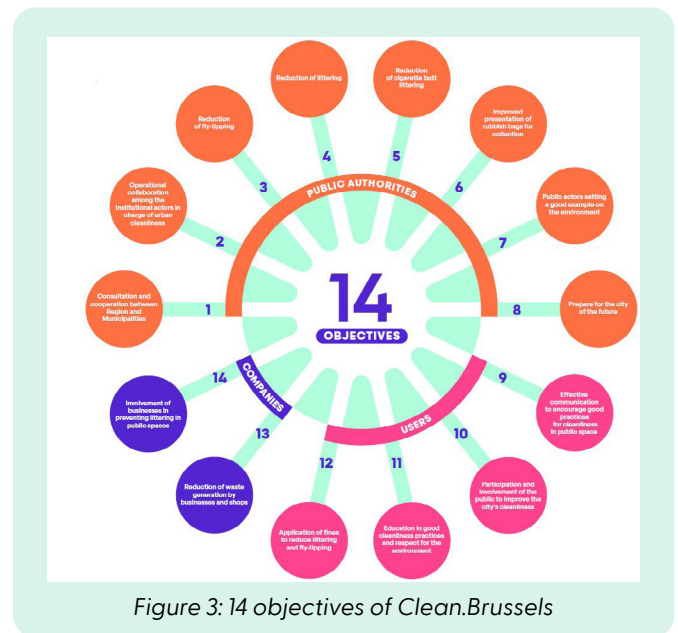 14
OBJECTIVES
PUBLIC AUTHORITIES
1
Consultation and
cooperation between
Region and
Municipalities
2
Operational
collaboration
among the
institutional actors in
charge of urban
cleanliness
3
Reduction
of fly-tipping
4
Reduction of littering
5
Reduction
of cigarette butt
littering
6
Improved
presentation of
rubbish bags for
collection
7
Public actors setting
a good example on
the environment
8
Prepare for the city
of the future
USERS
9
Effective
communication
to encourage good
practices
for cleanliness
in public space
10
Participation and
involvement of the
public to improve the
city's cleanliness
11
Education in good
cleanliness practices
and respect for the
environment
12
Application of fines
to reduce littering
and fly-tipping
COMPANIES
13
Reduction of waste
generation by
businesses and shops
14
Involvement of
businesses in
preventing littering in
public spaces
Figure 3: 14 objectives of Clean.Brussels